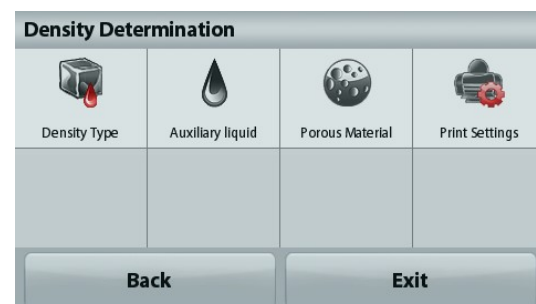 Density Determination
Density Type
Auxiliary liquid
Porous Material
Print Settings
Back
Exit